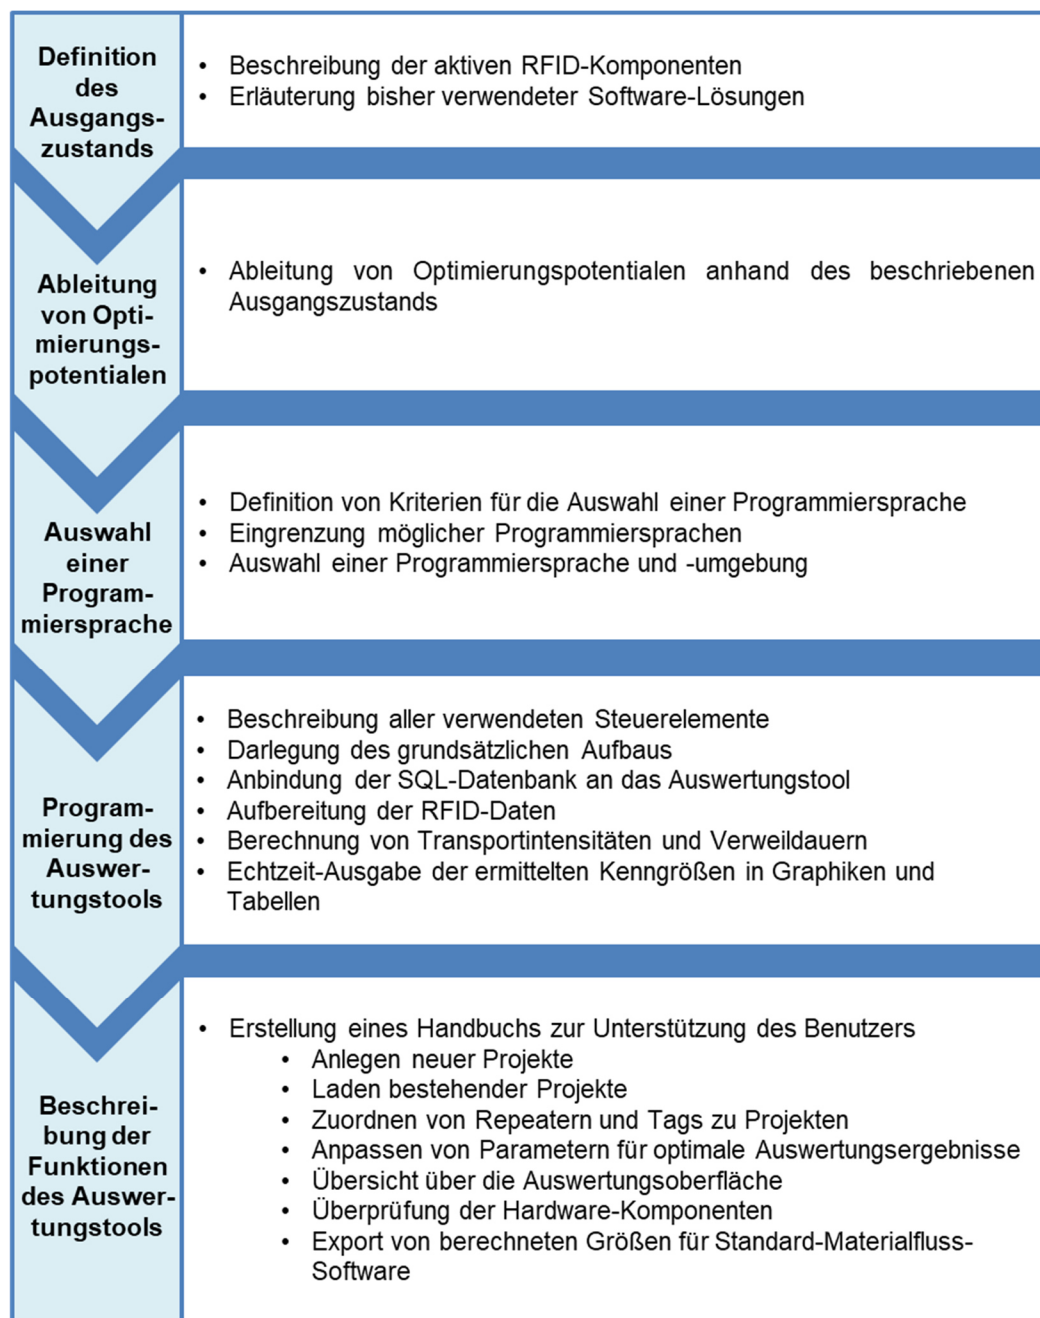 Definition
des
Ausgangs-
zustands
• Beschreibung der aktiven RFID-Komponenten
• Erläuterung bisher verwendeter Software-Lösungen
Ableitung
von Opti-
mierungs-
potentialen
• Ableitung von Optimierungspotentialen anhand des beschriebenen
Ausgangszustands
Auswahl
einer
Program-
miersprache
• Definition von Kriterien für die Auswahl einer Programmiersprache
• Eingrenzung möglicher Programmiersprachen
• Auswahl einer Programmiersprache und -umgebung
Program-
mierung des
Auswer-
tungstools
• Beschreibung aller verwendeten Steuerelemente
• Darlegung des grundsätzlichen Aufbaus
• Anbindung der SQL-Datenbank an das Auswertungstool
• Aufbereitung der RFID-Daten
• Berechnung von Transportintensitäten und Verweildauern
• Echtzeit-Ausgabe der ermittelten Kenngrößen in Graphiken und
Tabellen
Beschrei-
bung der
Funktionen
des Auswer-
tungstools
• Erstellung eines Handbuchs zur Unterstützung des Benutzers
• Anlegen neuer Projekte
• Laden bestehender Projekte
• Zuordnen von Repeatern und Tags zu Projekten
• Anpassen von Parametern für optimale Auswertungsergebnisse
• Übersicht über die Auswertungsoberfläche
• Überprüfung der Hardware-Komponenten
• Export von berechneten Größen für Standard-Materialfluss-
Software